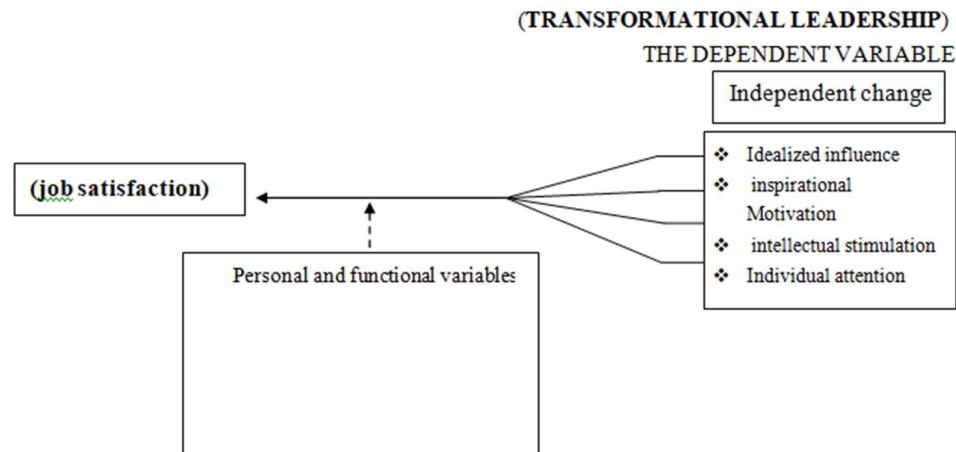 (TRANSFORMATIONAL LEADERSHIP)
THE DEPENDENT VARIABLE
Independent change
(job satisfaction)
❖ Idealized influence
❖ inspirational
Motivation
❖ intellectual stimulation
❖ Individual attention
Personal and functional variables